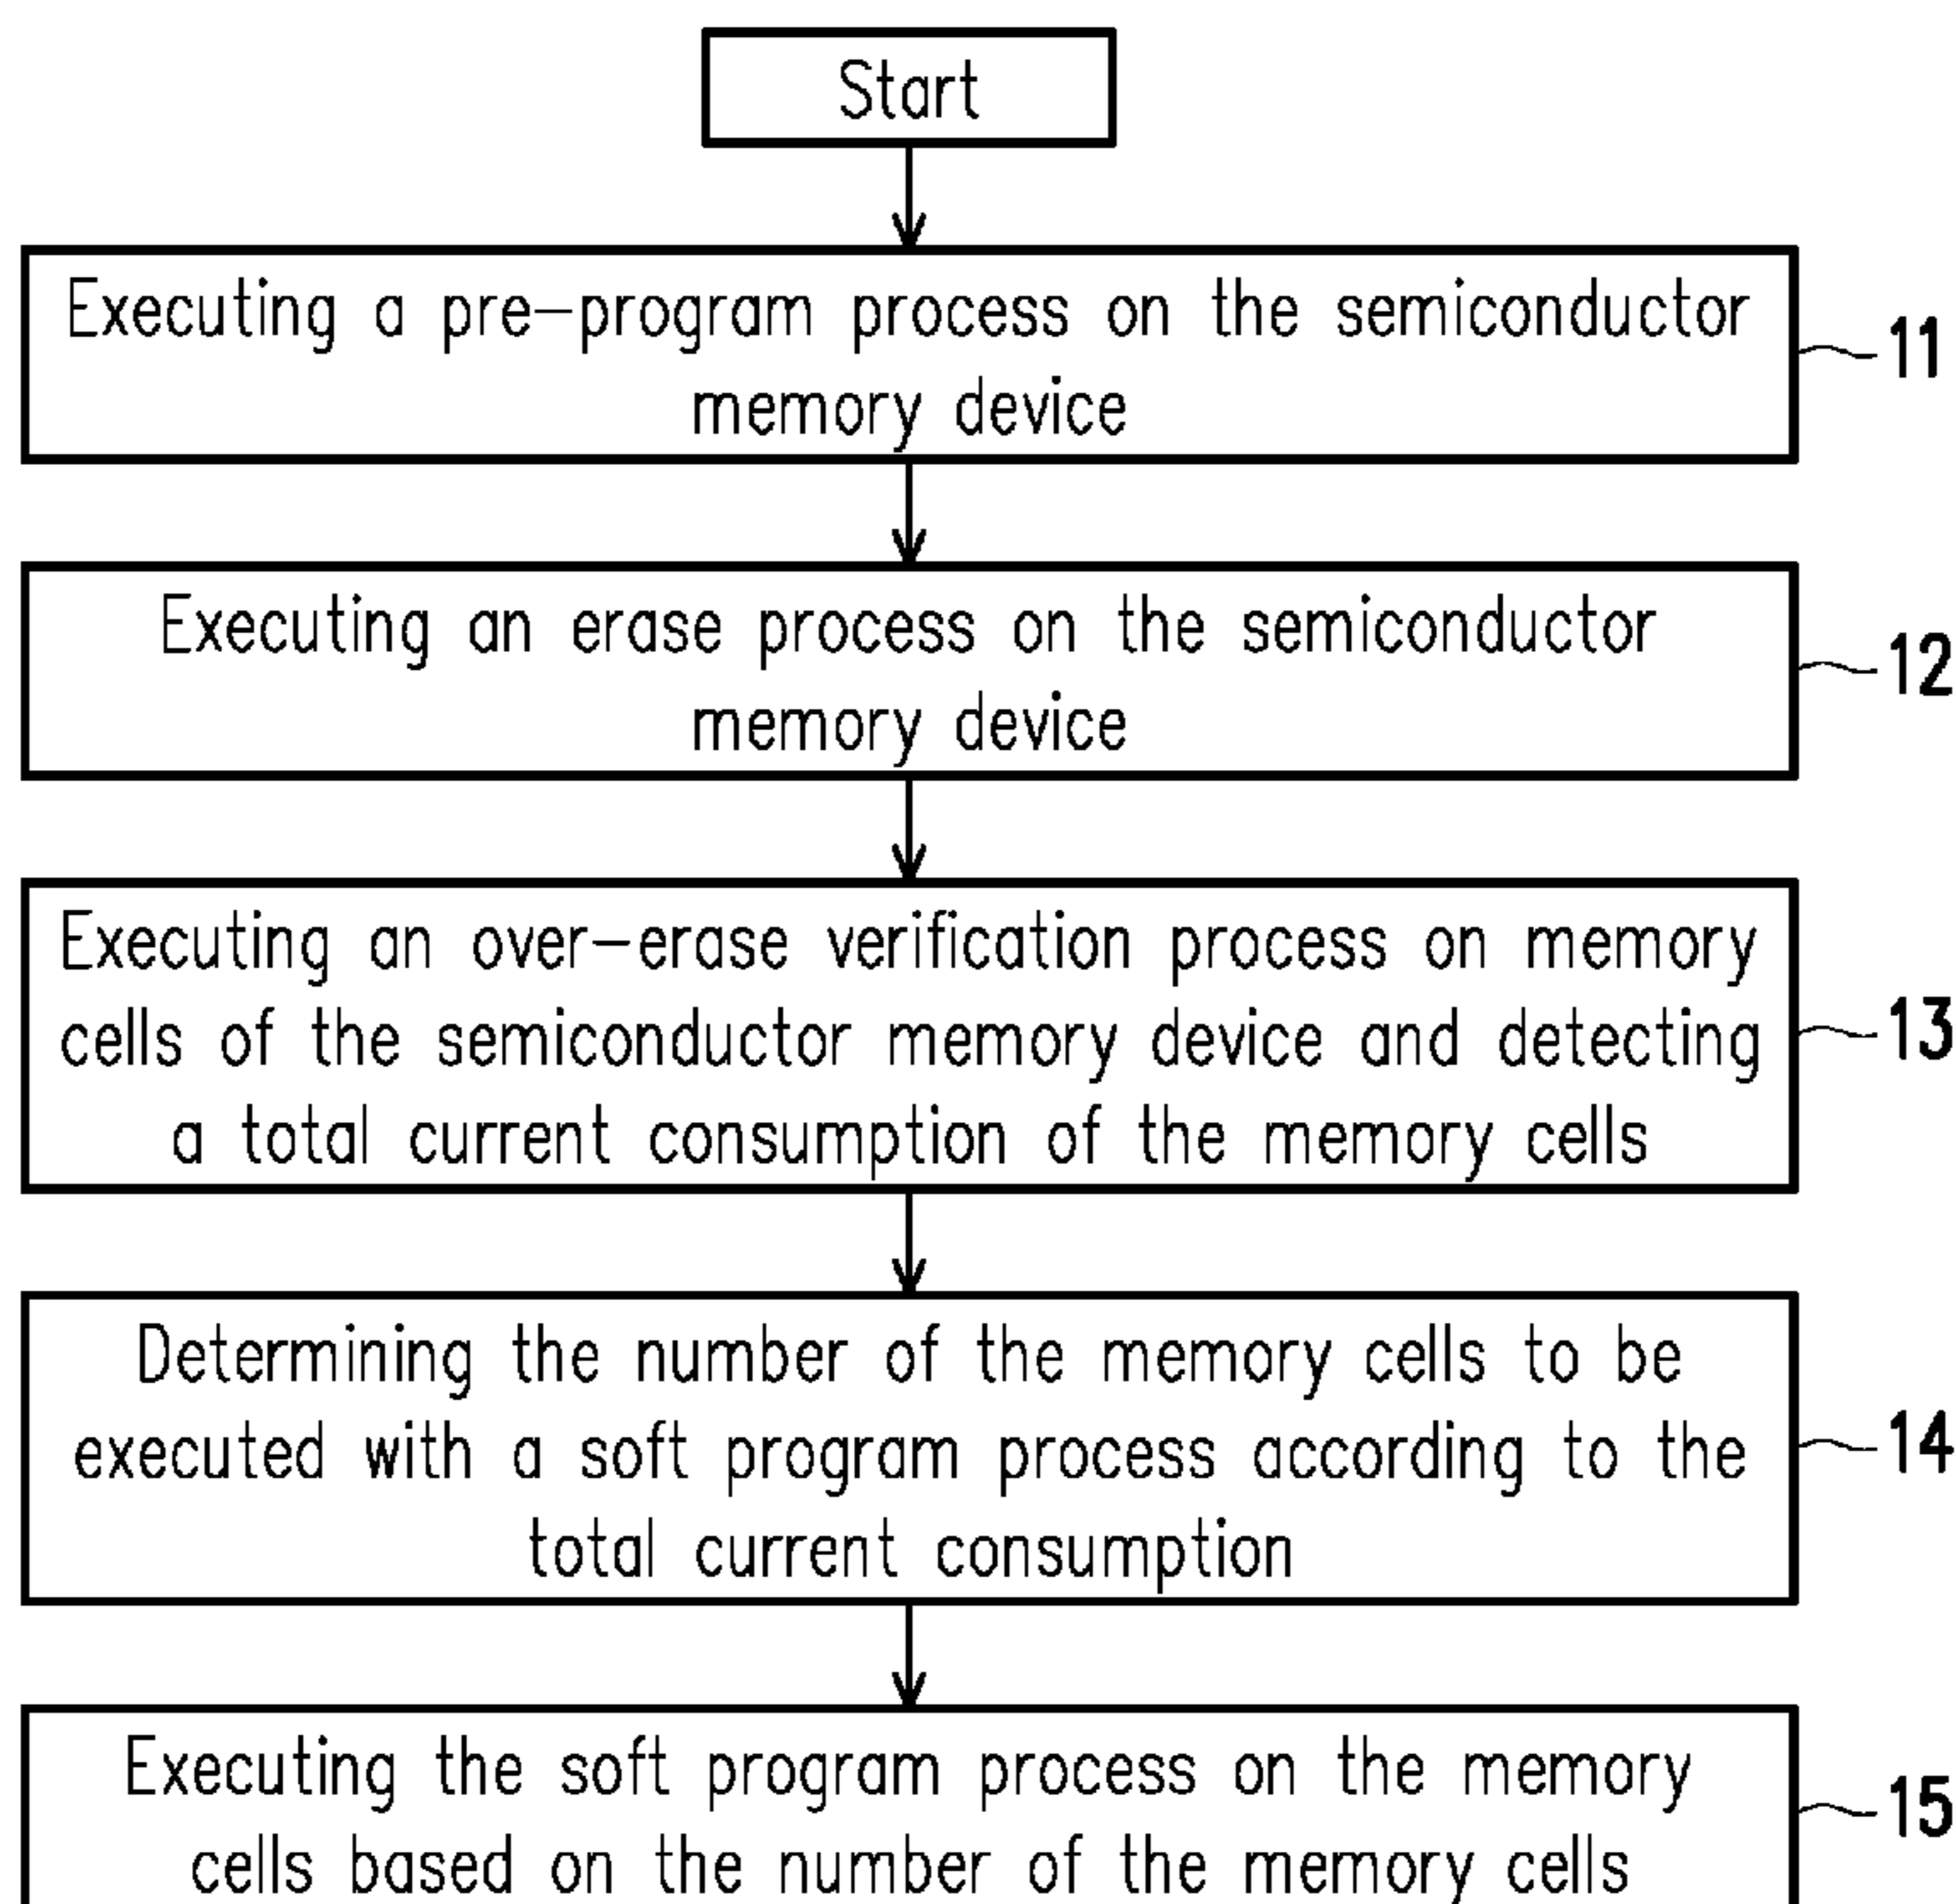 Start
Executing a pre-program process on the semiconductor
memory device
11
Executing an erase process on the semiconductor
memory device
12
Executing an over-erase verification process on memory
cells of the semiconductor memory device and detecting
a total current consumption of the memory cells
13
Determining the number of the memory cells to be
executed with a soft program process according to the
total current consumption
14
Executing the soft program process on the memory
cells based on the number of the memory cells
15